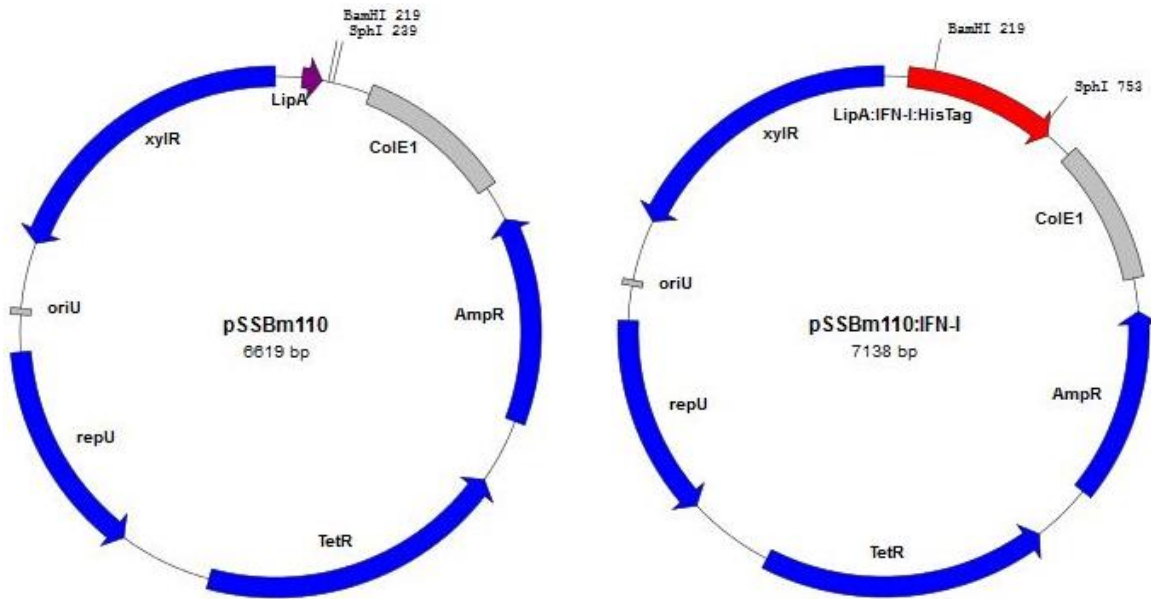 BamHI 219
SphI 239
LipA
xylR
ColE1
oriU
pSSBm110
6619 bp
AmpR
repU
TetR
BamHI 219
SphI 753
LipA:IFN-I:HisTag
xylR
ColE1
oriU
pSSBm110:IFN-I
7138 bp
AmpR
repU
TetR